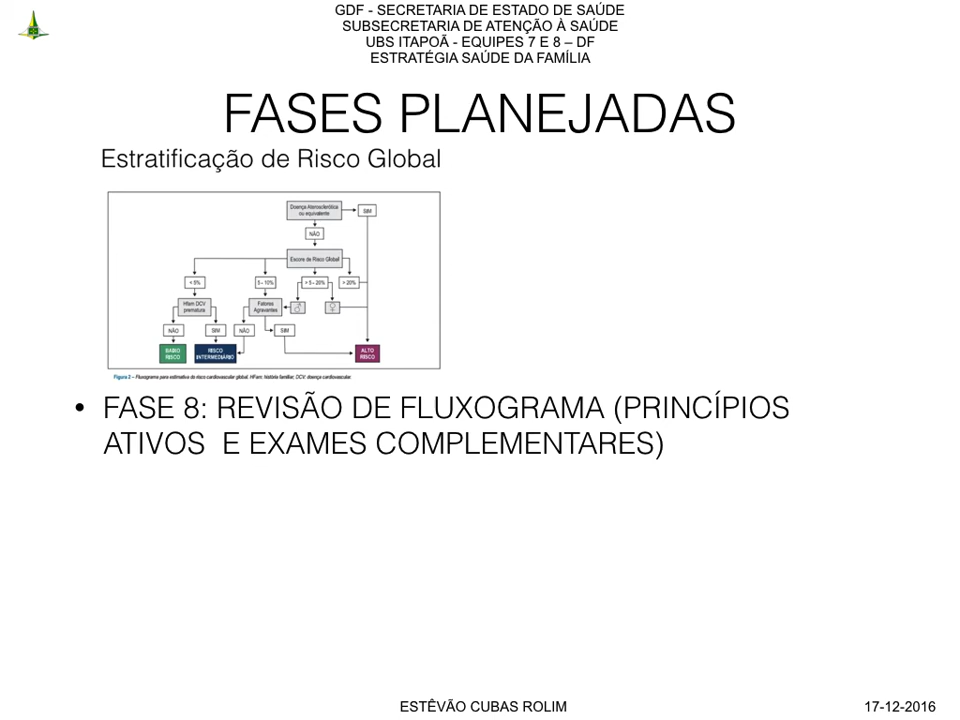 GDF - SECRETARIA DE ESTADO DE SAÚDE
SUBSECRETARIA DE ATENÇÃO À SAÚDE
UBS ITAPOÃ - EQUIPES 7 E 8 – DF
ESTRATÉGIA SAÚDE DA FAMÍLIA
FASES PLANEJADAS
Estratificação de Risco Global
Doença Aterosclerótica
ou equivalente
SIM
NÃO
Escore de Risco Global
< 5%
5 - 10%
> 5 - 20%
> 20%
Hfam DCV
prematura
Fatores
Agravantes
♂
♀
NÃO
SIM
NÃO
SIM
BAIXO
RISCO
RISCO
INTERMEDIÁRIO
ALTO
RISCO
Figura 2 – Fluxograma para estimativa do risco cardiovascular global. HFam: história familiar; DCV: doença cardiovascular.
• FASE 8: REVISÃO DE FLUXOGRAMA (PRINCÍPIOS
ATIVOS E EXAMES COMPLEMENTARES)
ESTÊVÃO CUBAS ROLIM
17-12-2016